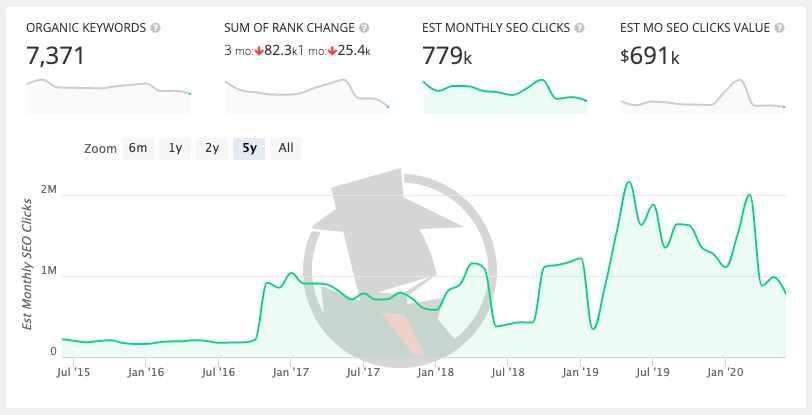 ORGANIC KEYWORDS ? SUM OF RANK CHANGE ? EST MONTHLY SEO CLICKS ? EST MO SEO CLICKS VALUE ?
7,371 3 mo:↓82.3k1 mo:↓25.4k 779k $691k
Zoom 6m 1y 2y 5y All
Est Monthly SEO Clicks
2M
1M
0
Jul '15 Jan '16 Jul '16 Jan '17 Jul '17 Jan '18 Jul '18 Jan '19 Jul '19 Jan '20